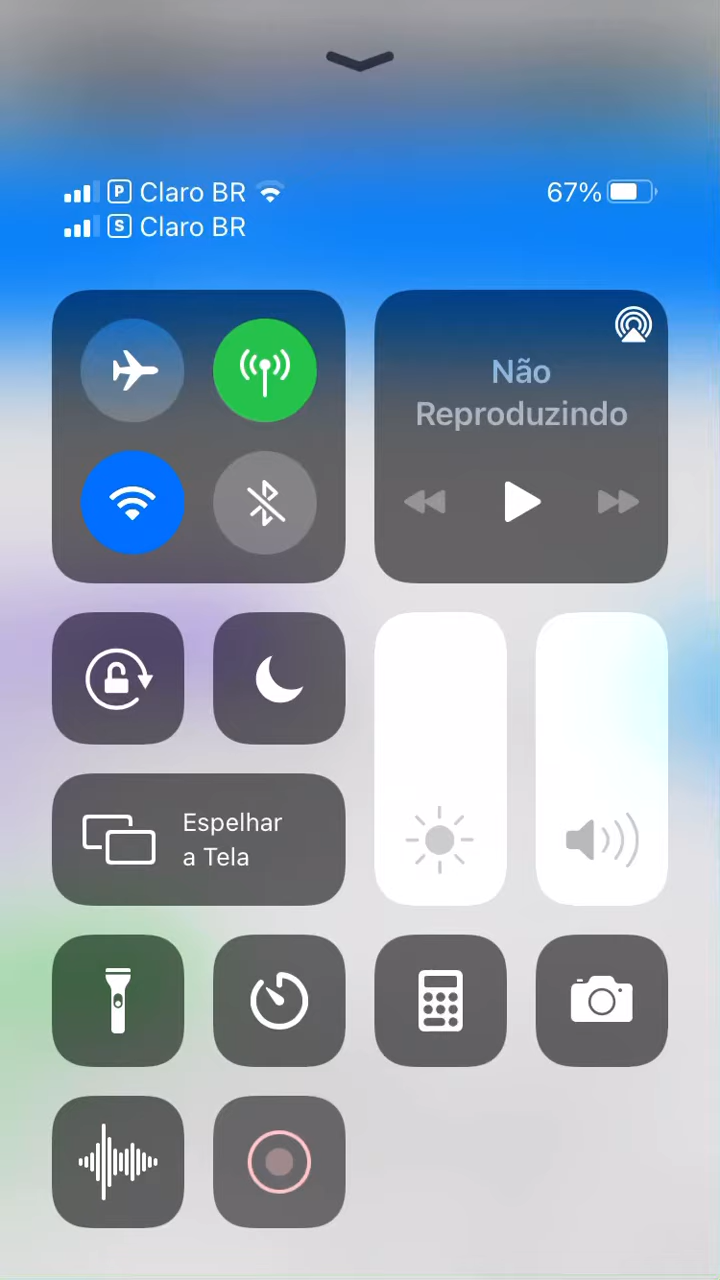 P Claro BR
67%
S Claro BR
Não
Reproduzindo
Espelhar
a Tela